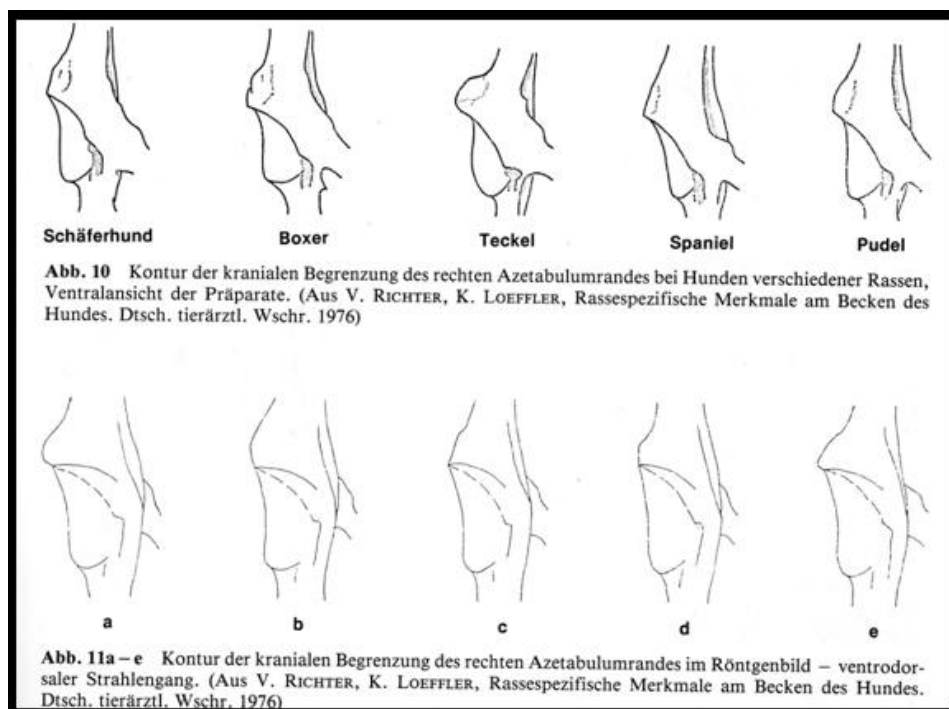 Schäferhund Boxer Teckel Spaniel Pudel
Abb. 10 Kontur der kranialen Begrenzung des rechten Azetabulumrandes bei Hunden verschiedener Rassen,
Ventralansicht der Präparate. (Aus V. RICHTER, K. LOEFFLER, Rassespezifische Merkmale am Becken des
Hundes. Dtsch. tierärztl. Wschr. 1976)
a b c d e
Abb. 11a – e Kontur der kranialen Begrenzung des rechten Azetabulumrandes im Röntgenbild – ventrodor-
saler Strahlengang. (Aus V. RICHTER, K. LOEFFLER, Rassespezifische Merkmale am Becken des Hundes.
Dtsch. tierärztl. Wschr. 1976)